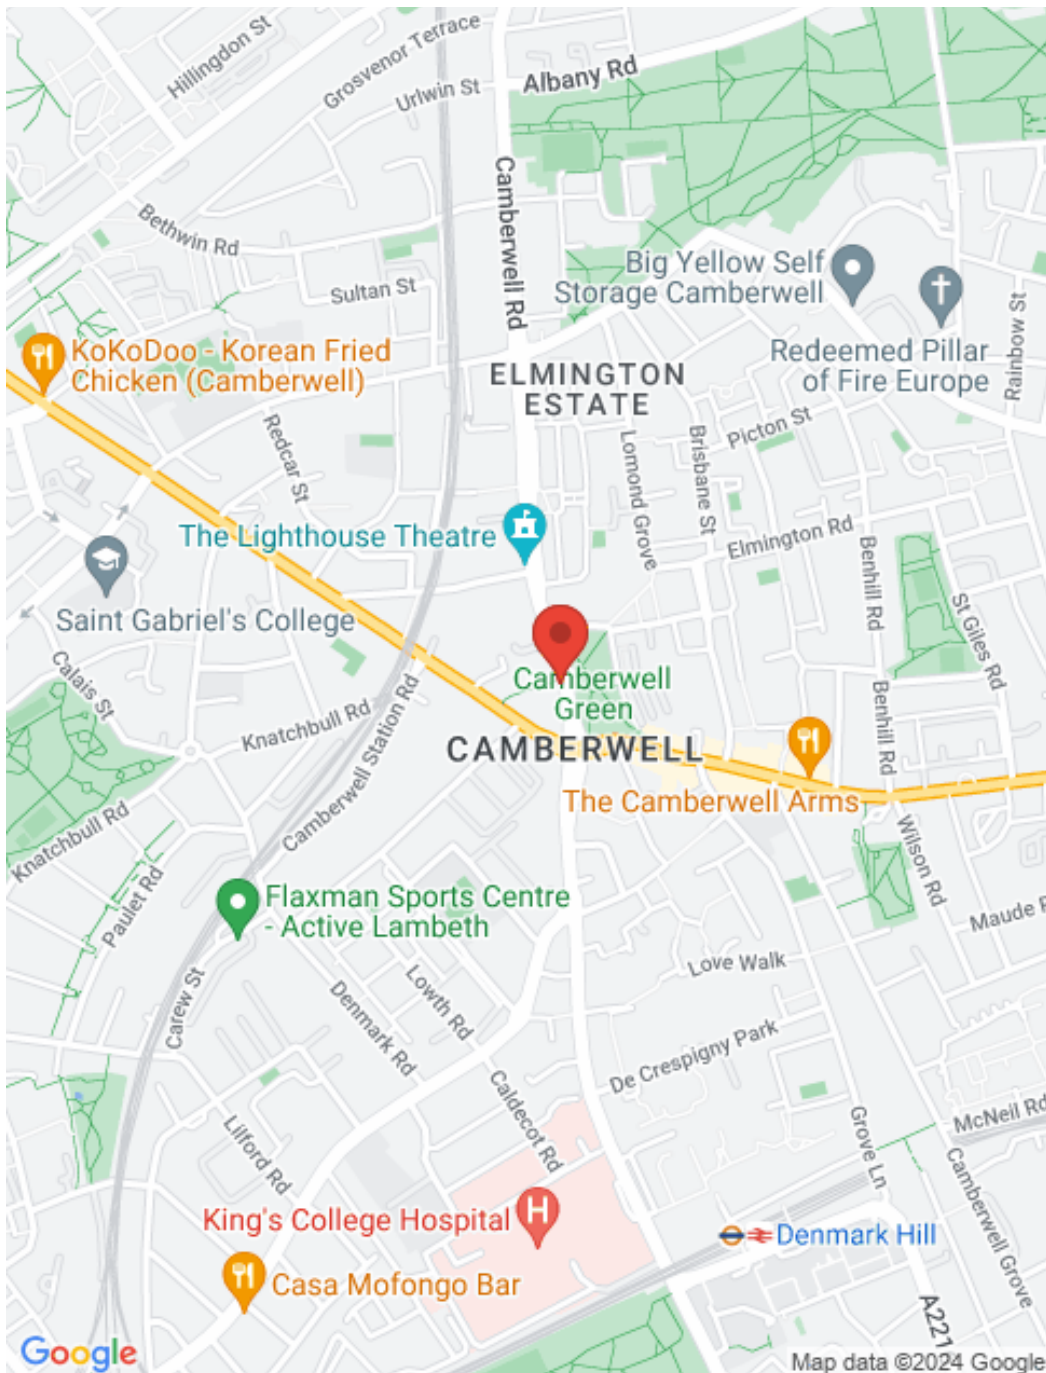 Hillingdon St
Grosvenor Terrace
Urlwin St
Albany Rd
Camberwell Rd
Bethwin Rd
Sultan St
Big Yellow Self
Storage Camberwell
Redeemed Pillar
of Fire Europe
Rainbow St
KoKoDoo - Korean Fried
Chicken (Camberwell)
ELMINGTON
ESTATE
Redcar St
Lomond Grove
Brisbane St
Picton St
The Lighthouse Theatre
Elmington Rd
Benhill Rd
St Giles Rd
Saint Gabriel's College
Calais St
Knatchbull Rd
Camberwell Station Rd
Camberwell
Green
CAMBERWELL
Benhill Rd
The Camberwell Arms
Knatchbull Rd
Paulet Rd
Wilson Rd
Flaxman Sports Centre
- Active Lambeth
Maude R
Love Walk
Carew St
Lowth Rd
Denmark Rd
De Crespigny Park
Caldecot Rd
Lilford Rd
Grove Ln
McNeil Rd
Camberwell Grove
King's College Hospital
H
Denmark Hill
Casa Mofongo Bar
A221
Google
Map data ©2024 Google